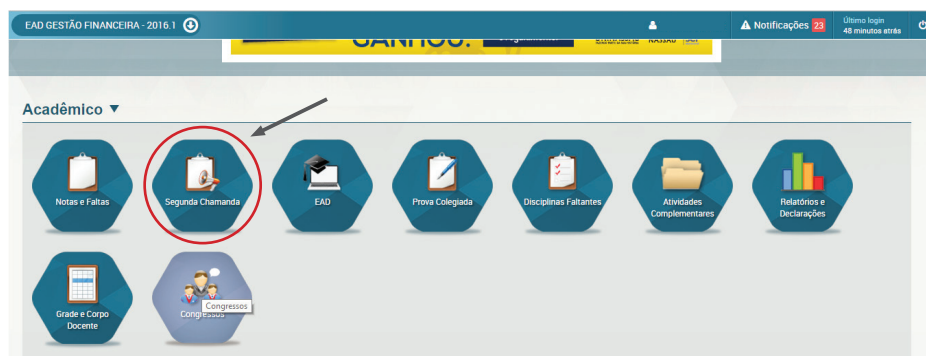 EAD GESTÃO FINANCEIRA - 2016.1
Notificações 23
Último login
48 minutos atrás
GANHOU.
Acadêmico
Notas e Faltas
Segunda Chamanda
EAD
Prova Colegiada
Disciplinas Faltantes
Atividades
Complementares
Relatórios e
Declarações
Grade e Corpo
Docente
Congressos
Congressos